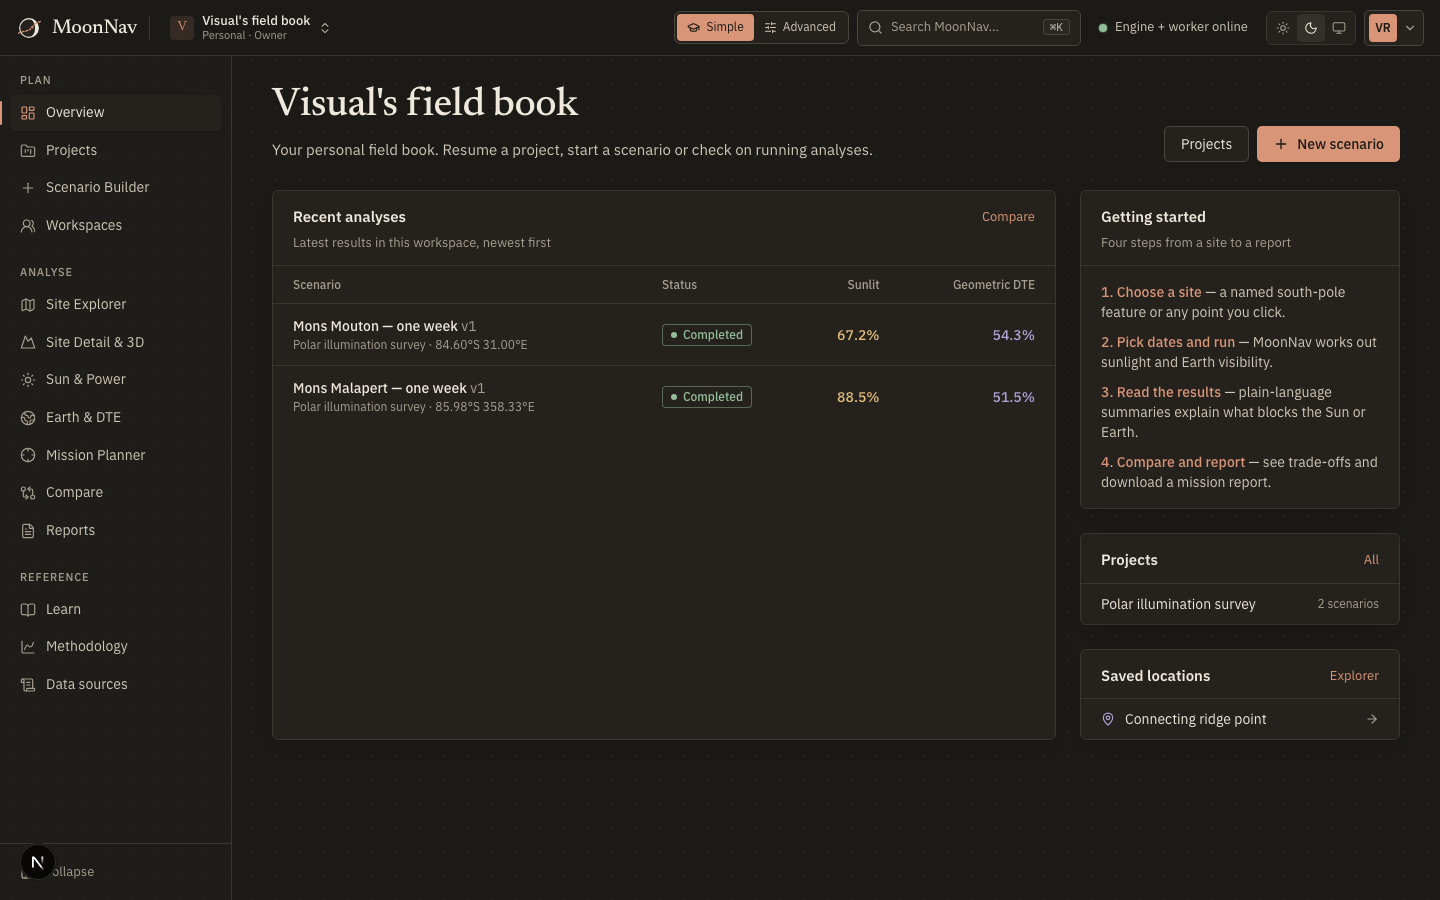 MoonNav
V
Visual's field book
Personal · Owner
Simple
Advanced
Search MoonNav...
⌘K
Engine + worker online
VR
PLAN
Overview
Projects
Scenario Builder
Workspaces
ANALYSE
Site Explorer
Site Detail & 3D
Sun & Power
Earth & DTE
Mission Planner
Compare
Reports
REFERENCE
Learn
Methodology
Data sources
N
ollapse
Visual's field book
Your personal field book. Resume a project, start a scenario or check on running analyses.
Projects
+ New scenario
Recent analyses
Compare
Latest results in this workspace, newest first
Scenario Status Sunlit Geometric DTE
Mons Mouton — one week v1
Polar illumination survey · 84.60°S 31.00°E
Completed
67.2%
54.3%
Mons Malapert — one week v1
Polar illumination survey · 85.98°S 358.33°E
Completed
88.5%
51.5%
Getting started
Four steps from a site to a report
1. Choose a site — a named south-pole
feature or any point you click.
2. Pick dates and run — MoonNav works out
sunlight and Earth visibility.
3. Read the results — plain-language
summaries explain what blocks the Sun or
Earth.
4. Compare and report — see trade-offs and
download a mission report.
Projects
All
Polar illumination survey
2 scenarios
Saved locations
Explorer
Connecting ridge point